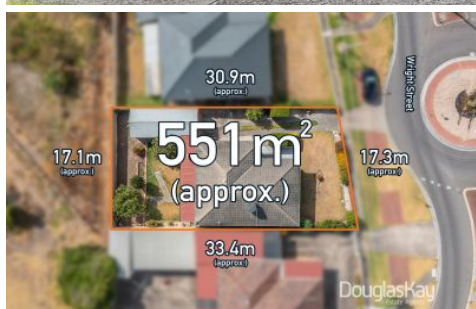 30.9m
(approx.)
Wright Street
551m²
(approx.)
17.1m
(approx.)
17.3m
(approx.)
33.4m
(approx.)
DouglasKay